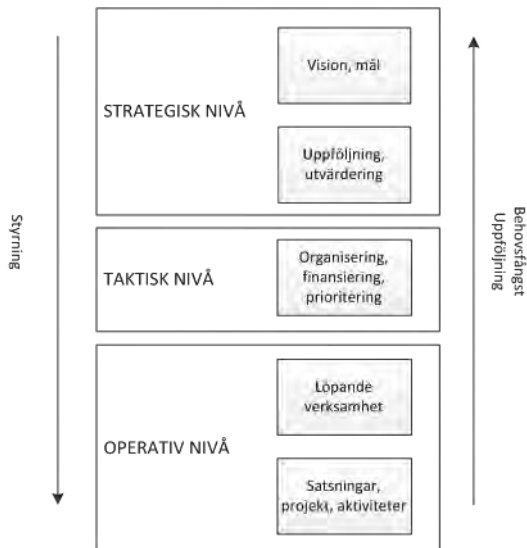 Styrning
STRATEGISK NIVÅ
Vision, mål
Uppföljning,
utvärdering
TAKTISK NIVÅ
Organisering,
finansiering,
prioritering
OPERATIV NIVÅ
Löpande
verksamhet
Satsningar,
projekt, aktiviteter
Behovsfångst
Uppföljning